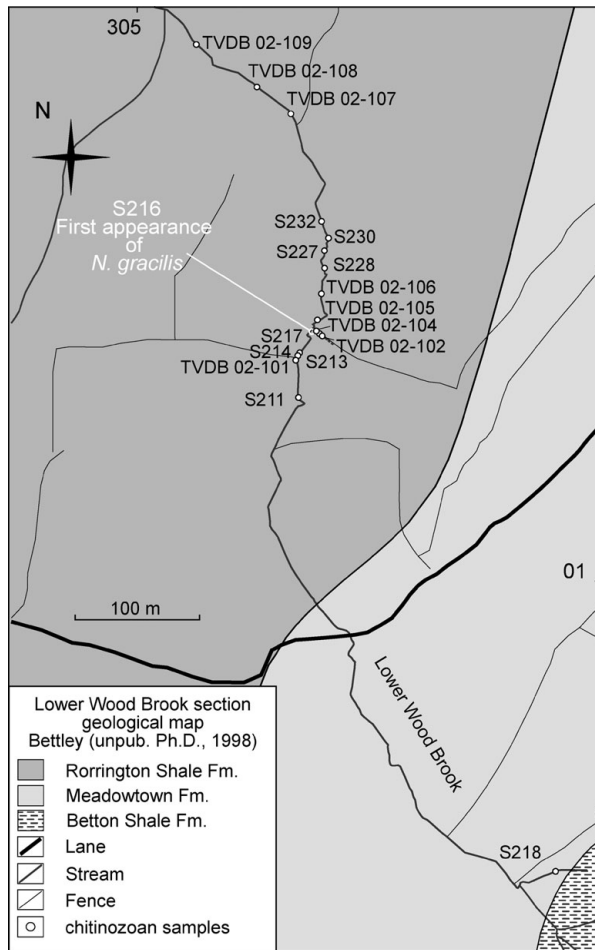 305
TVDB 02-109
TVDB 02-108
TVDB 02-107
N
S216
First appearance
of
N. gracilis
S232
S230
S227
S228
TVDB 02-106
TVDB 02-105
TVDB 02-104
S217
TVDB 02-102
S214
S213
TVDB 02-101
S211
01
100 m
Lower Wood Brook
Lower Wood Brook section
geological map
Bettley (unpub. Ph.D., 1998)
Rorrington Shale Fm.
Meadowtown Fm.
Betton Shale Fm.
Lane
Stream
Fence
chitinozoan samples
S218